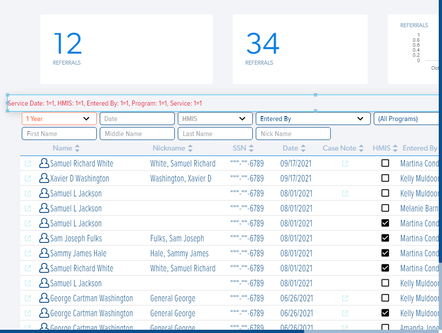 12
REFERRALS
34
REFERRALS
REFERRALS
1
0.8
0.6
0.4
0.2
0
Oct
Service Date: 1=1, HMIS: 1=1, Entered By: 1=1, Program: 1=1, Service: 1=1
1 Year Date HMIS Entered By (All Programs)
First Name Middle Name Last Name Nick Name
Name Nickname SSN Date Case Note HMIS Entered By
Samuel Richard White White, Samuel Richard ***-**-6789 09/17/2021 Martina Cond
Xavier D Washington Washington, Xavier D ***-**-6789 09/17/2021 Kelly Muldoor
Samuel L Jackson ***-**-6789 08/01/2021 Kelly Muldoor
Samuel L Jackson ***-**-6789 08/01/2021 Melanie Barn
Samuel L Jackson ***-**-6789 08/01/2021 Martina Cond
Sam Joseph Fulks Fulks, Sam Joseph ***-**-6789 08/01/2021 Martina Cond
Sammy James Hale Hale, Sammy James ***-**-6789 08/01/2021 Martina Cond
Samuel Richard White White, Samuel Richard ***-**-6789 08/01/2021 Martina Cond
Samuel L Jackson ***-**-6789 08/01/2021 Kelly Muldoor
George Cartman Washington General George ***-**-6789 06/26/2021 Kelly Muldoor
George Cartman Washington General George ***-**-6789 06/26/2021 Martina Cond
George Cartman Washington General George ***-**-6789 06/26/2021